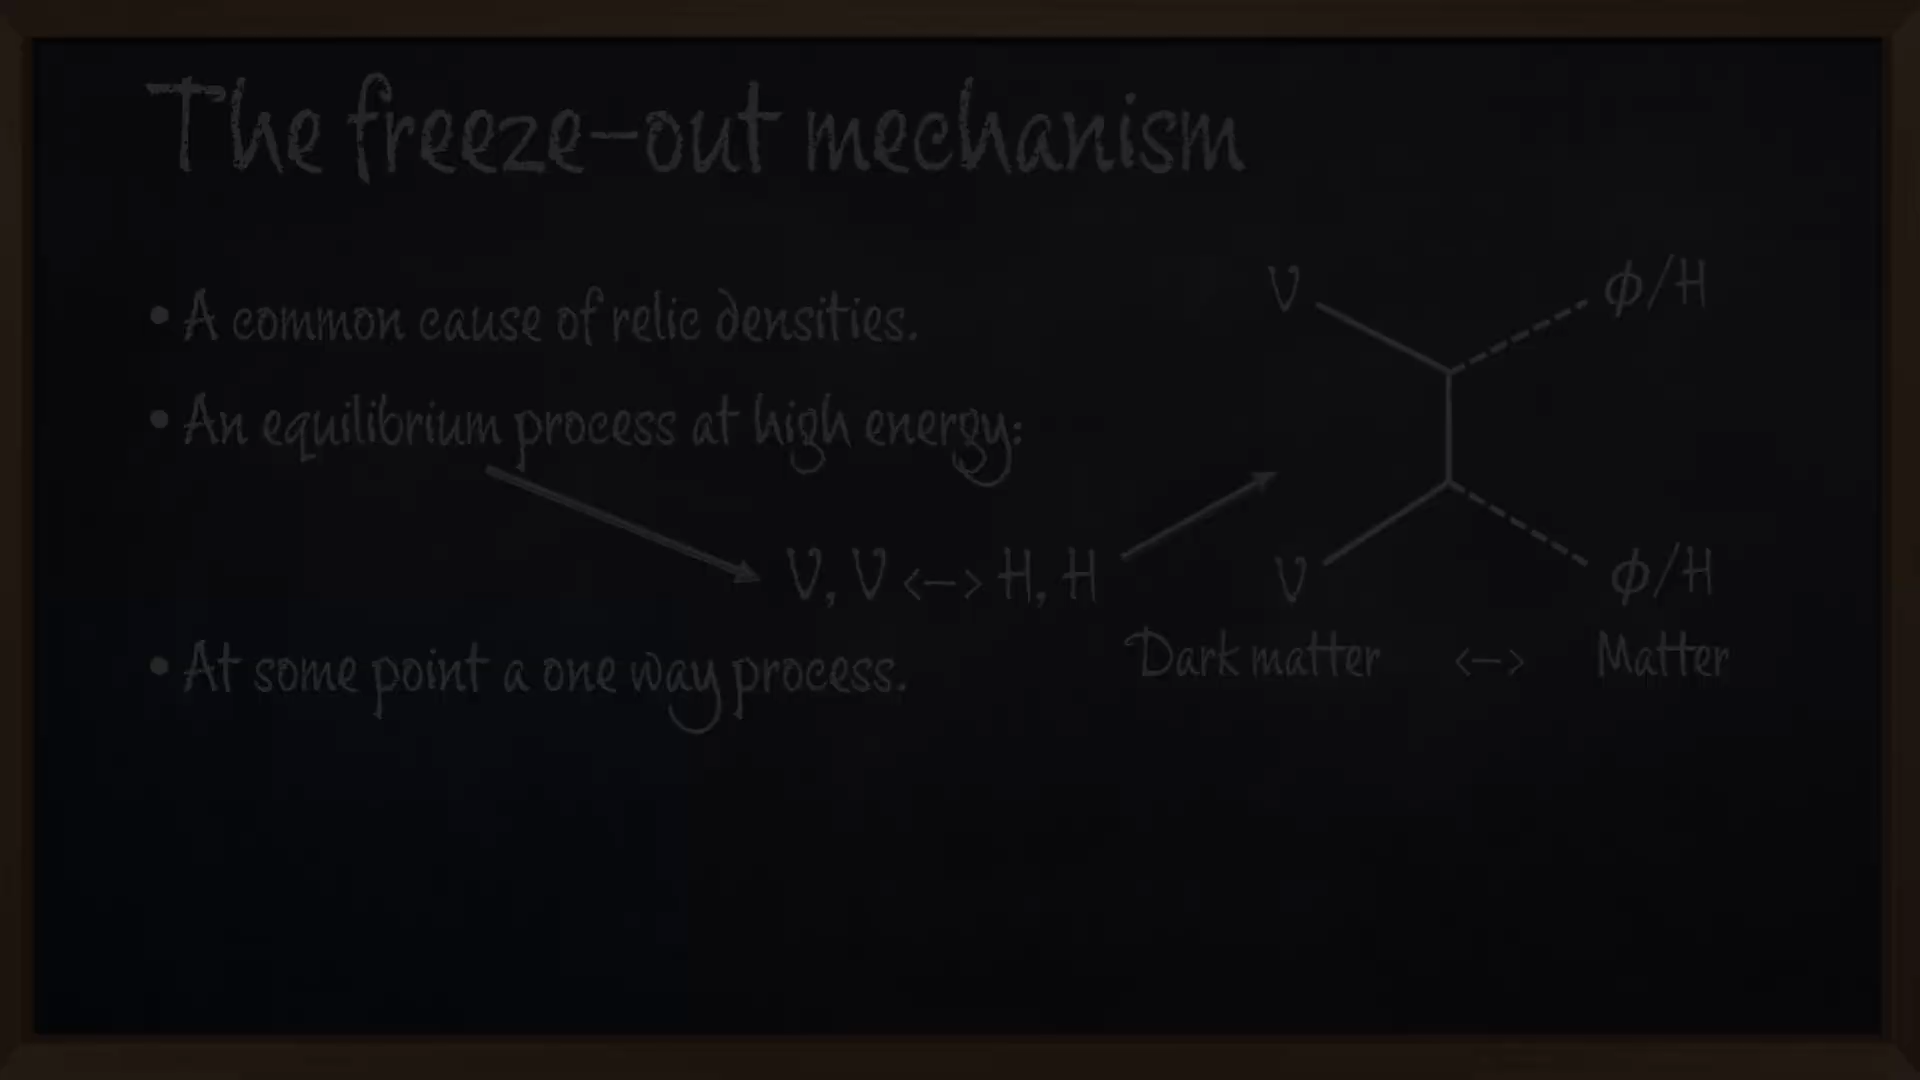 The freeze-out mechanism
• A common cause of relic densities.
• An equilibrium process at high energy:
V, V <-> H, H
• At some point a one way process.
V ϕ/H
V ϕ/H
Dark matter <-> Matter